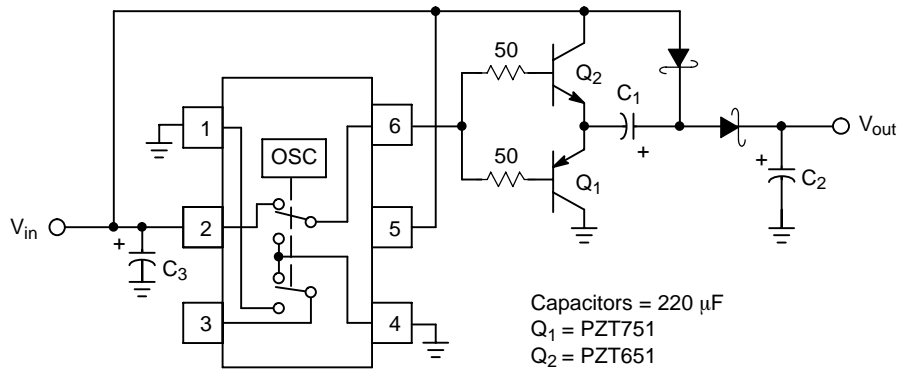 50
Q2
C1
+
Vout
1
6
OSC
50
Q1
+
C2
Vin
2
5
+
C3
3
4
Capacitors = 220 μF
Q1 = PZT751
Q2 = PZT651